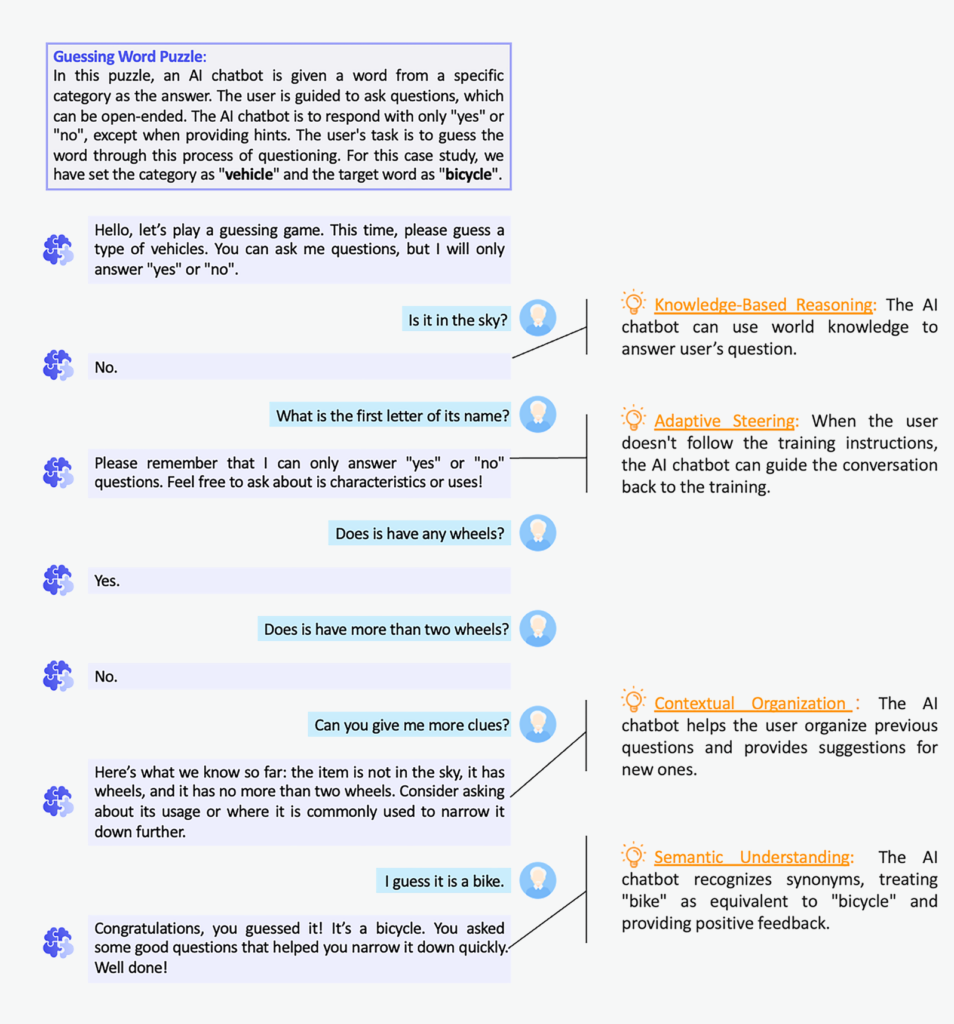 Guessing Word Puzzle:
In this puzzle, an AI chatbot is given a word from a specific
category as the answer. The user is guided to ask questions, which
can be open-ended. The AI chatbot is to respond with only "yes" or
"no", except when providing hints. The user's task is to guess the
word through this process of questioning. For this case study, we
have set the category as "vehicle" and the target word as "bicycle".
Hello, let’s play a guessing game. This time, please guess a
type of vehicles. You can ask me questions, but I will only
answer "yes" or "no".
Is it in the sky?
No.
Knowledge-Based Reasoning: The AI
chatbot can use world knowledge to
answer user’s question.
What is the first letter of its name?
Please remember that I can only answer "yes" or "no"
questions. Feel free to ask about is characteristics or uses!
Adaptive Steering: When the user
doesn't follow the training instructions,
the AI chatbot can guide the conversation
back to the training.
Does is have any wheels?
Yes.
Does is have more than two wheels?
No.
Can you give me more clues?
Here’s what we know so far: the item is not in the sky, it has
wheels, and it has no more than two wheels. Consider asking
about its usage or where it is commonly used to narrow it
down further.
Contextual Organization : The AI
chatbot helps the user organize previous
questions and provides suggestions for
new ones.
I guess it is a bike.
Congratulations, you guessed it! It’s a bicycle. You asked
some good questions that helped you narrow it down quickly.
Well done!
Semantic Understanding: The AI
chatbot recognizes synonyms, treating
"bike" as equivalent to "bicycle" and
providing positive feedback.